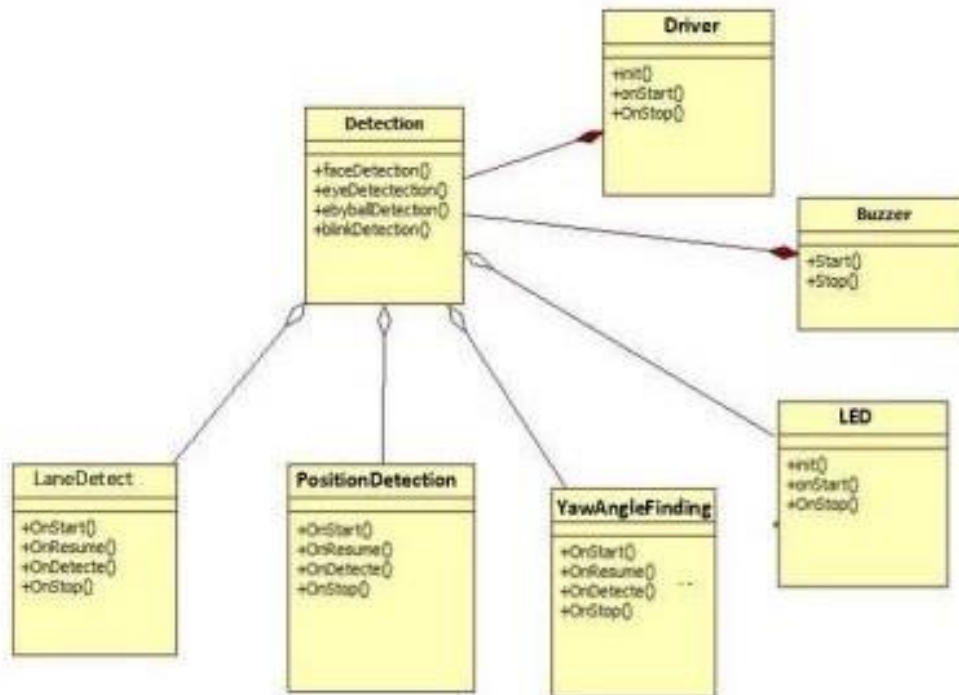 Driver
+init()
+onStart()
+OnStop()
Detection
+faceDetection()
+eyeDetectection()
+ebyballDetection()
+blinkDetection()
Buzzer
+Start()
+Stop()
LED
+init()
+onStart()
+OnStop()
LaneDetect
+OnStart()
+OnResume()
+OnDetecte()
+OnStop()
PositionDetection
+OnStart()
+OnResume()
+OnDetecte()
+OnStop()
YawAngleFinding
+OnStart()
+OnResume()
+OnDetecte()
+OnStop()